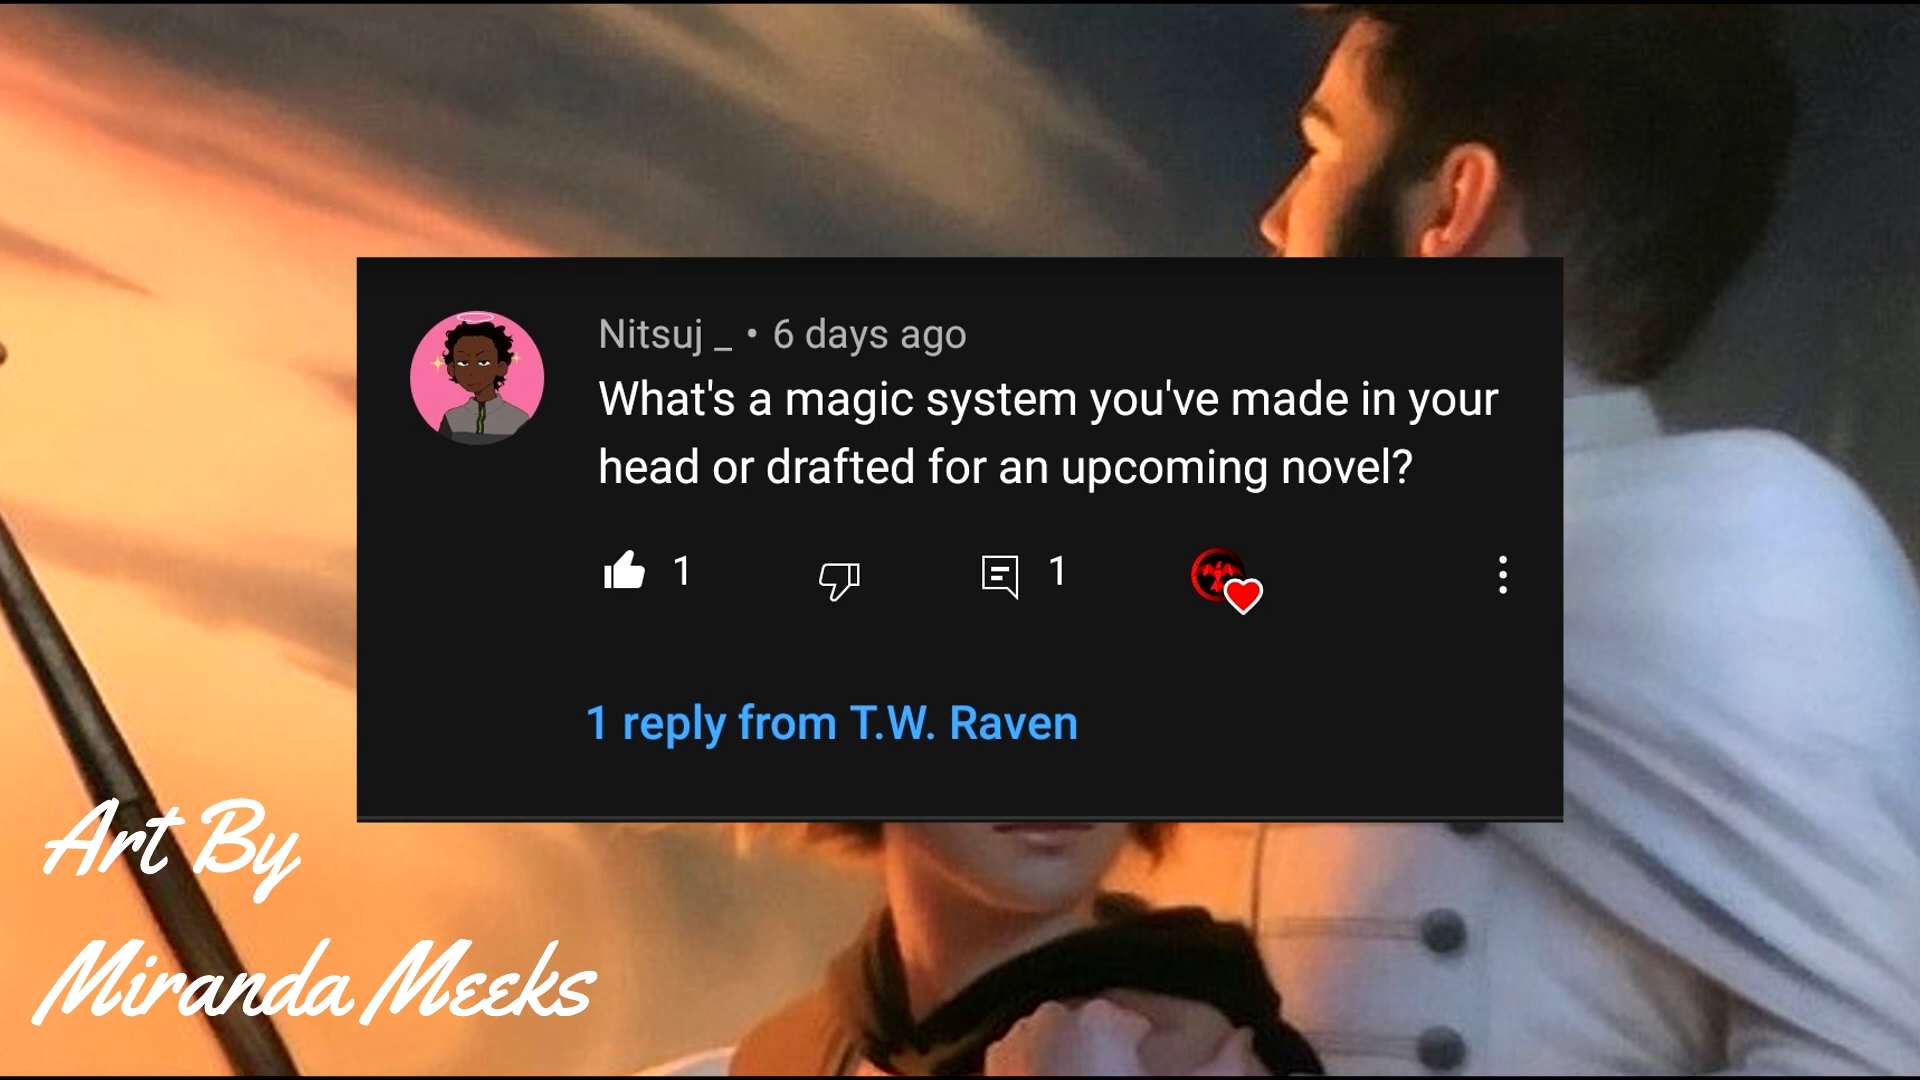 Nitsuj _ • 6 days ago
What's a magic system you've made in your
head or drafted for an upcoming novel?
1 1
1 reply from T.W. Raven
Art By
Miranda Meeks